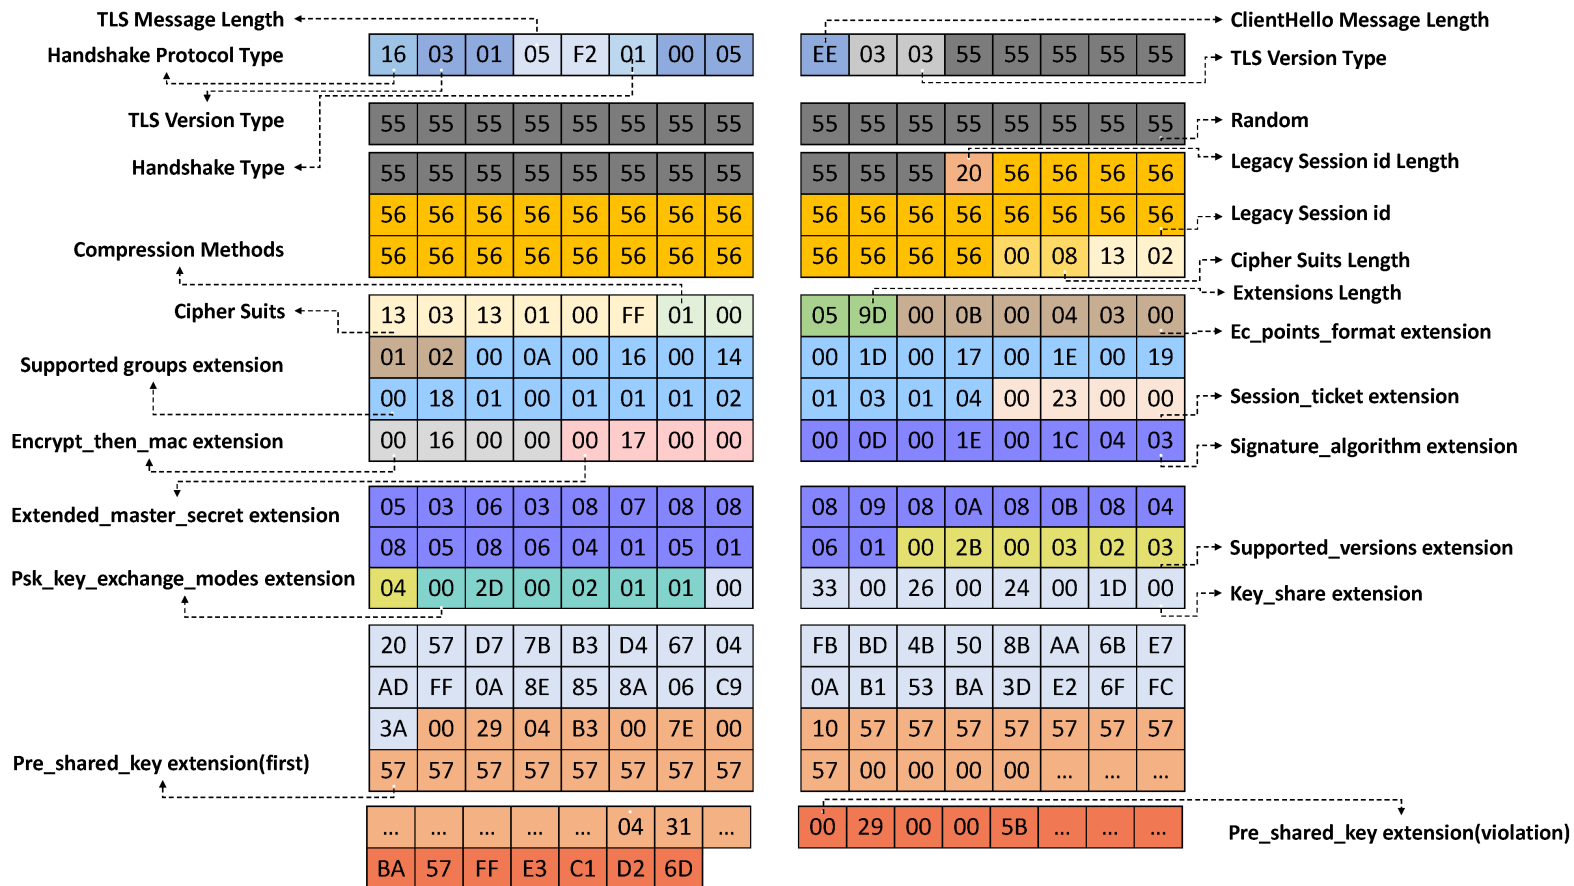 TLS Message Length
ClientHello Message Length
Handshake Protocol Type
16 03 01 05 F2 01 00 05
EE 03 03 55 55 55 55 55
TLS Version Type
TLS Version Type
55 55 55 55 55 55 55 55
55 55 55 55 55 55 55 55
Random
Handshake Type
55 55 55 55 55 55 55 55
55 55 55 20 56 56 56 56
Legacy Session id Length
56 56 56 56 56 56 56 56
56 56 56 56 56 56 56 56
Legacy Session id
Compression Methods
56 56 56 56 56 56 56 56
56 56 56 56 00 08 13 02
Cipher Suits Length
Extensions Length
Cipher Suits
13 03 13 01 00 FF 01 00
05 9D 00 0B 00 04 03 00
Ec_points_format extension
Supported groups extension
01 02 00 0A 00 16 00 14
00 1D 00 17 00 1E 00 19
00 18 01 00 01 01 01 02
01 03 01 04 00 23 00 00
Session_ticket extension
Encrypt_then_mac extension
00 16 00 00 00 17 00 00
00 0D 00 1E 00 1C 04 03
Signature_algorithm extension
Extended_master_secret extension
05 03 06 03 08 07 08 08
08 09 08 0A 08 0B 08 04
08 05 08 06 04 01 05 01
06 01 00 2B 00 03 02 03
Supported_versions extension
Psk_key_exchange_modes extension
04 00 2D 00 02 01 01 00
33 00 26 00 24 00 1D 00
Key_share extension
20 57 D7 7B B3 D4 67 04
FB BD 4B 50 8B AA 6B E7
AD FF 0A 8E 85 8A 06 C9
0A B1 53 BA 3D E2 6F FC
3A 00 29 04 B3 00 7E 00
10 57 57 57 57 57 57 57
Pre_shared_key extension(first)
57 57 57 57 57 57 57 57
57 00 00 00 00 ... ... ...
... ... ... ... ... 04 31 ...
00 29 00 00 5B ... ... ...
Pre_shared_key extension(violation)
BA 57 FF E3 C1 D2 6D